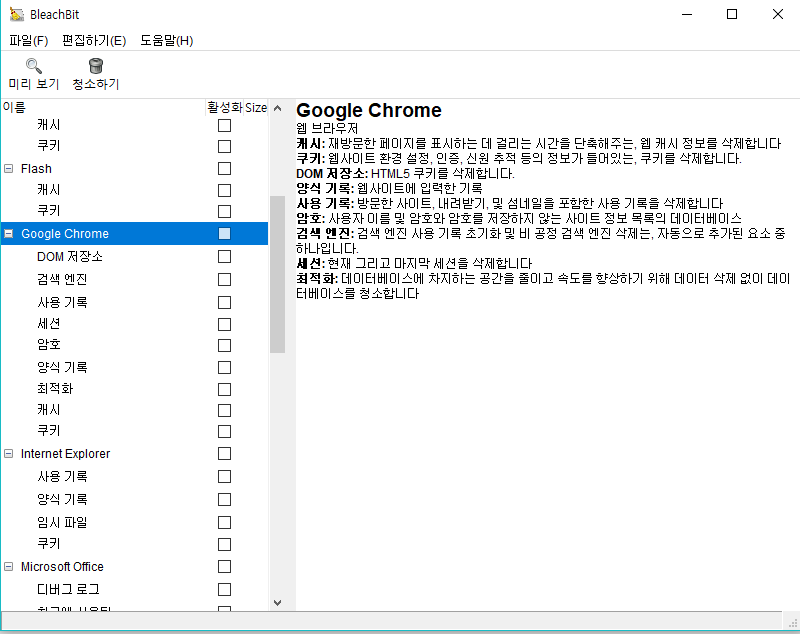 BleachBit
파일(F) 편집하기(E) 도움말(H)
미리 보기 청소하기
이름 활성화 Size
캐시
쿠키
Flash
캐시
쿠키
Google Chrome
DOM 저장소
검색 엔진
사용 기록
세션
암호
양식 기록
최적화
캐시
쿠키
Internet Explorer
사용 기록
양식 기록
임시 파일
쿠키
Microsoft Office
디버그 로그
Google Chrome
웹 브라우저
캐시: 재방문한 페이지를 표시하는 데 걸리는 시간을 단축해주는, 웹 캐시 정보를 삭제합니다
쿠키: 웹사이트 환경 설정, 인증, 신원 추적 등의 정보가 들어있는, 쿠키를 삭제합니다.
DOM 저장소: HTML5 쿠키를 삭제합니다.
양식 기록: 웹사이트에 입력한 기록
사용 기록: 방문한 사이트, 내려받기, 및 섬네일을 포함한 사용 기록을 삭제합니다
암호: 사용자 이름 및 암호와 암호를 저장하지 않는 사이트 정보 목록의 데이터베이스
검색 엔진: 검색 엔진 사용 기록 초기화 및 비 공정 검색 엔진 삭제는, 자동으로 추가된 요소 중
하나입니다.
세션: 현재 그리고 마지막 세션을 삭제합니다
최적화: 데이터베이스에 차지하는 공간을 줄이고 속도를 향상하기 위해 데이터 삭제 없이 데이
터베이스를 청소합니다